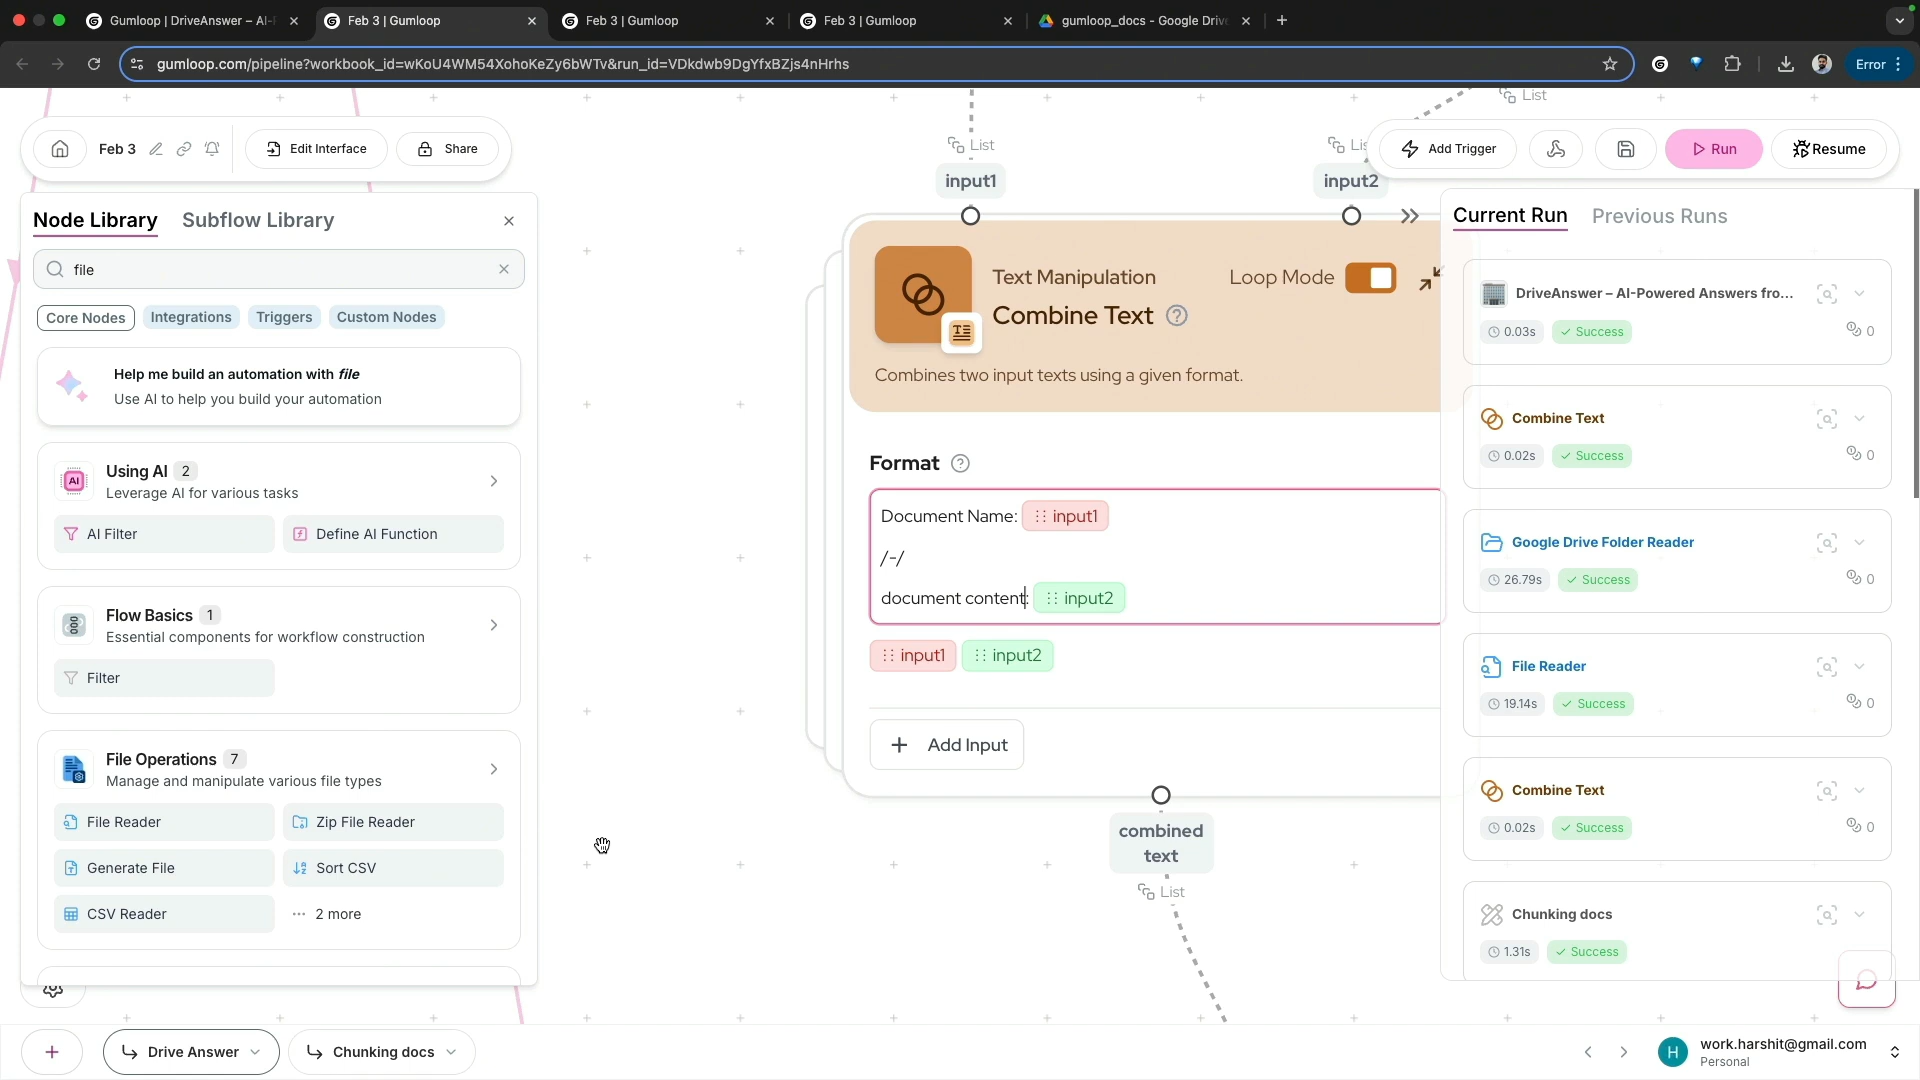 Gumloop | DriveAnswer – AI-
Feb 3 | Gumloop
Feb 3 | Gumloop
Feb 3 | Gumloop
gumloop_docs - Google Driv
gumloop.com/pipeline?workbook_id=wKoU4WM54XohoKeZy6bWTv&run_id=VDkdwb9DgYfxBZjs4nHrhs
Error
Feb 3
Edit Interface
Share
List
List
List
Add Trigger
Run
Resume
Node Library
Subflow Library
file
Core Nodes
Integrations
Triggers
Custom Nodes
Help me build an automation with file
Use AI to help you build your automation
Using AI 2
Leverage AI for various tasks
AI Filter
Define AI Function
Flow Basics 1
Essential components for workflow construction
Filter
File Operations 7
Manage and manipulate various file types
File Reader
Zip File Reader
Generate File
Sort CSV
CSV Reader
2 more
input1
input2
Text Manipulation
Loop Mode
Combine Text
Combines two input texts using a given format.
Format
Document Name: input1
/-/
document content: input2
input1 input2
Add Input
combined
text
List
Current Run
Previous Runs
DriveAnswer – AI-Powered Answers fro...
0.03s Success 0
Combine Text
0.02s Success 0
Google Drive Folder Reader
26.79s Success 0
File Reader
19.14s Success 0
Combine Text
0.02s Success 0
Chunking docs
1.31s Success
Drive Answer
Chunking docs
H
work.harshit@gmail.com
Personal